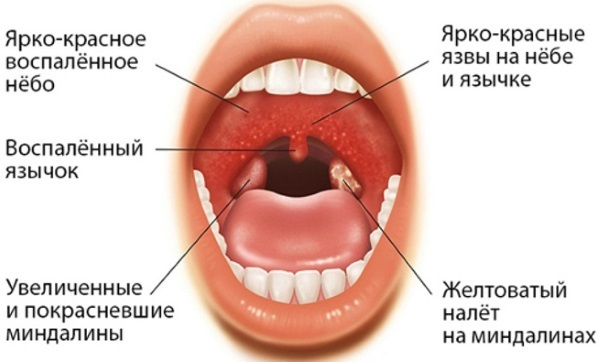 Ярко-красное
воспалённое
нёбо
Ярко-красные
язвы на нёбе
и язычке
Воспалённый
язычок
Увеличенные
и покрасневшие
миндалины
Желтоватый
налёт
на миндалинах